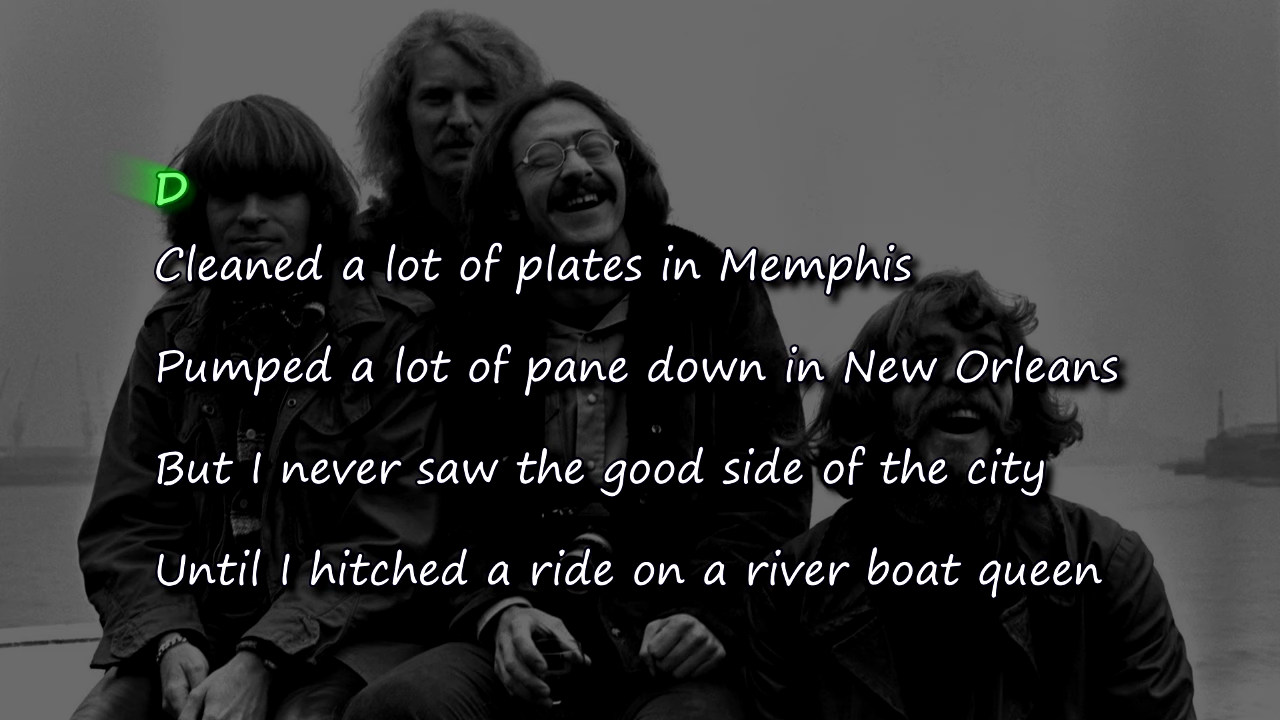 D
Cleaned a lot of plates in Memphis
Pumped a lot of pane down in New Orleans
But I never saw the good side of the city
Until I hitched a ride on a river boat queen